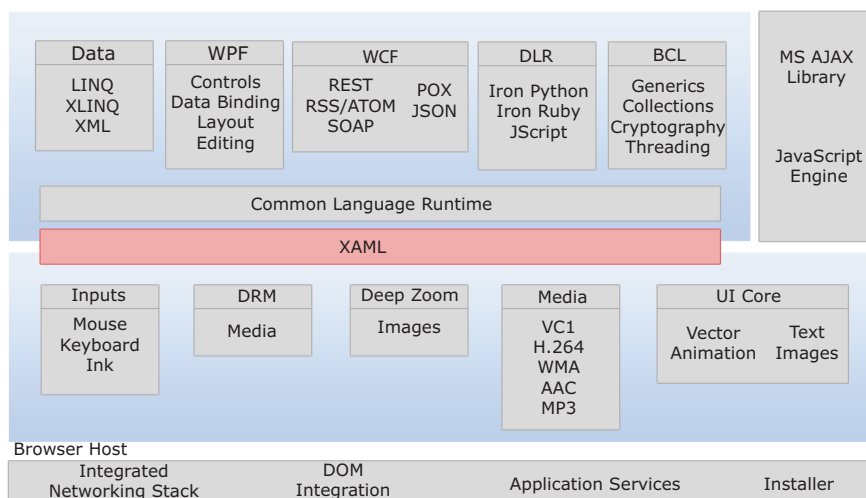 Data
LINQ
XLINQ
XML
WPF
Controls
Data Binding
Layout
Editing
WCF
REST
RSS/ATOM
SOAP
POX
JSON
DLR
Iron Python
Iron Ruby
JScript
BCL
Generics
Collections
Cryptography
Threading
MS AJAX
Library
JavaScript
Engine
Common Language Runtime
XAML
Inputs
Mouse
Keyboard
Ink
DRM
Media
Deep Zoom
Images
Media
VC1
H.264
WMA
AAC
MP3
UI Core
Vector
Animation
Text
Images
Browser Host
Integrated
Networking Stack
DOM
Integration
Application Services
Installer